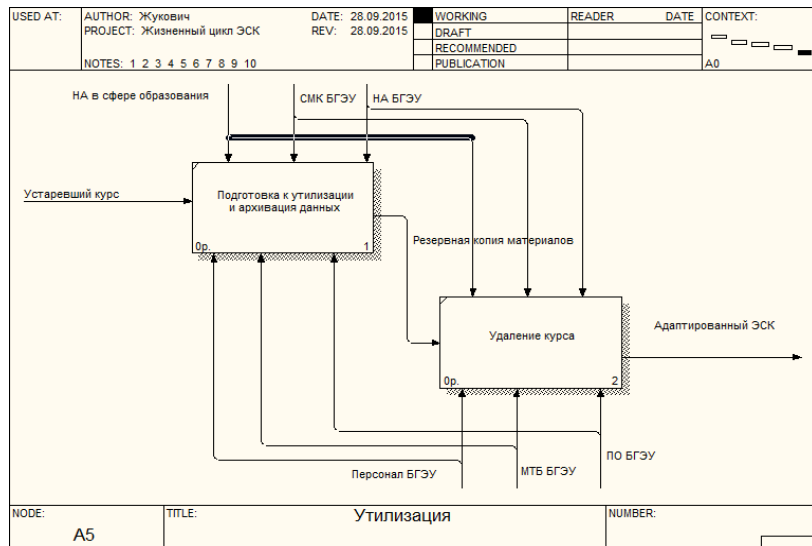 USED AT:
AUTHOR: Жукович
DATE: 28.09.2015
PROJECT: Жизненный цикл ЭСК
REV: 28.09.2015
NOTES: 1 2 3 4 5 6 7 8 9 10
WORKING
DRAFT
RECOMMENDED
PUBLICATION
READER
DATE
CONTEXT:
A0
НА в сфере образования
СМК БГЭУ
НА БГЭУ
Устаревший курс
Подготовка к утилизации
и архивация данных
0р.
1
Резервная копия материалов
Удаление курса
0р.
2
Адаптированный ЭСК
Персонал БГЭУ
МТБ БГЭУ
ПО БГЭУ
NODE:
A5
TITLE:
Утилизация
NUMBER: